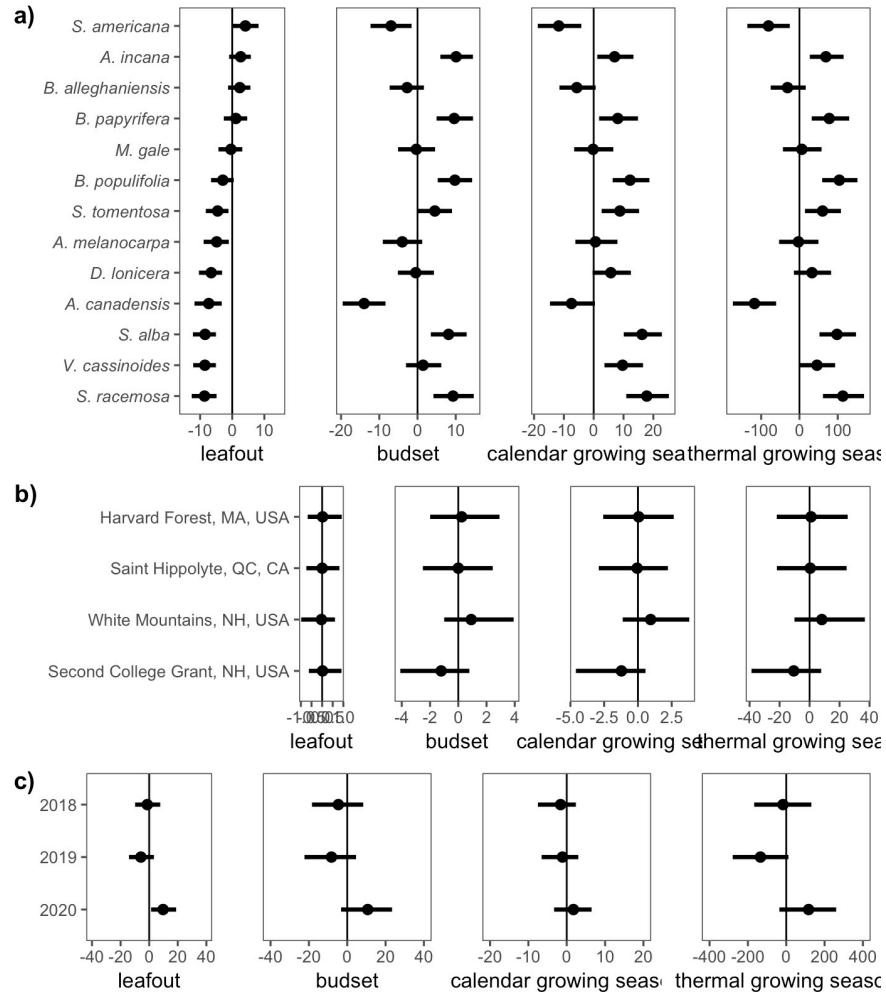 a)
S. americana
A. incana
B. alleghaniensis
B. papyrifera
M. gale
B. populifolia
S. tomentosa
A. melanocarpa
D. lonicera
A. canadensis
S. alba
V. cassinoides
S. racemosa
-10 0 10
-20 -10 0 10
-20 -10 0 10 20
-100 0 100
leafout
budset
calendar growing sea
thermal growing seas
b)
Harvard Forest, MA, USA
Saint Hippolyte, QC, CA
White Mountains, NH, USA
Second College Grant, NH, USA
-4 -2 0 2 4
-5.0 -2.5 0.0 2.5
-40 -20 0 20 40
leafout
budset
calendar growing se
thermal growing sea
c)
2018
2019
2020
-40 -20 0 20 40
-40 -20 0 20 40
-20 -10 0 10 20
-400 -200 0 200 400
leafout
budset
calendar growing seas
thermal growing seaso